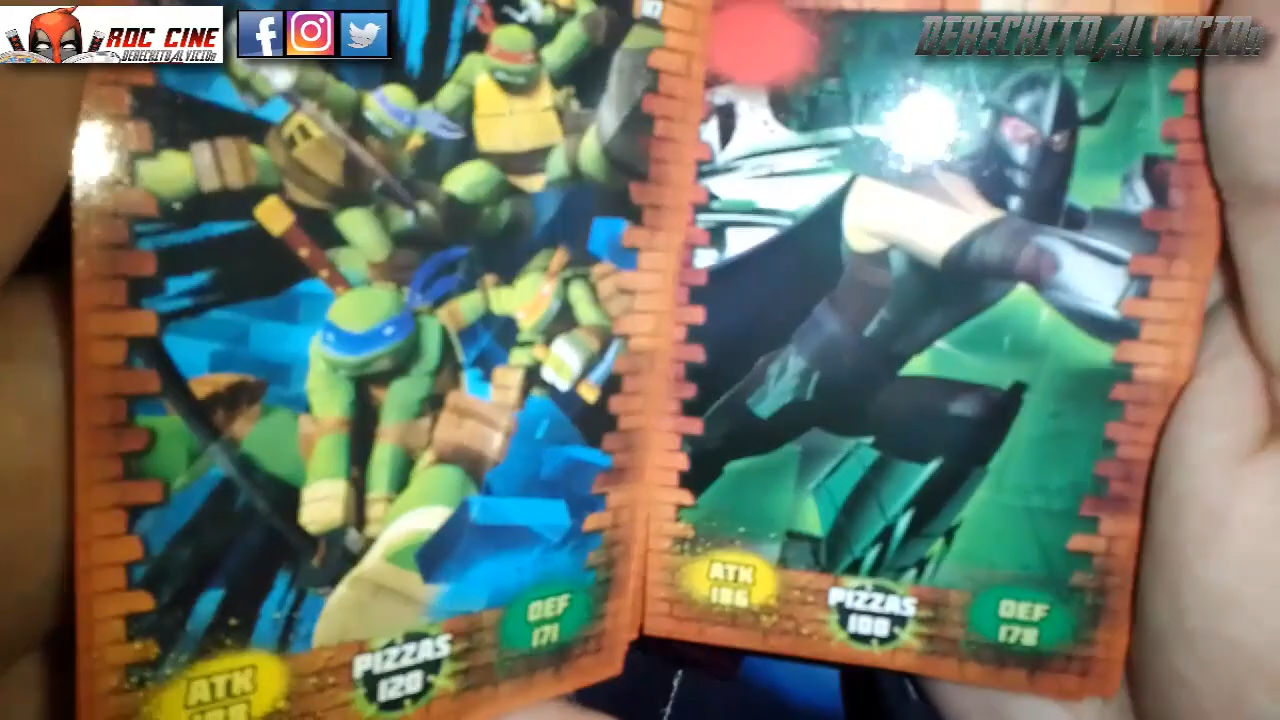 ROC CINE
DERECHITO AL VICIO!!
DERECHITO AL VICIO!!
ATK
PIZZAS
120
DEF
171
ATK
186
PIZZAS
100
DEF
178